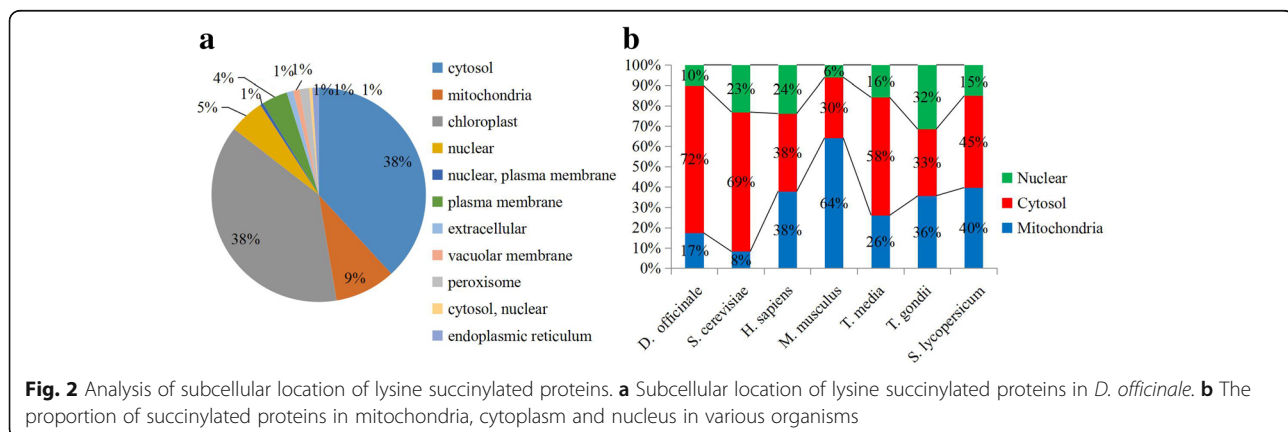 a
38%
9%
38%
5%
1%
4%
1%
1%
1%
1%
1%
cytosol
mitochondria
chloroplast
nuclear
nuclear, plasma membrane
plasma membrane
extracellular
vacuolar membrane
peroxisome
cytosol, nuclear
endoplasmic reticulum
b
100%
90%
80%
70%
60%
50%
40%
30%
20%
10%
0%
10%
23%
24%
6%
16%
32%
15%
72%
69%
38%
30%
58%
33%
45%
17%
8%
38%
64%
26%
36%
40%
D. officinale
S. cerevisiae
H. sapiens
M. musculus
T. media
T. gondii
S. lycopersicum
Nuclear
Cytosol
Mitochondria
Fig. 2 Analysis of subcellular location of lysine succinylated proteins. a Subcellular location of lysine succinylated proteins in D. officinale. b The
proportion of succinylated proteins in mitochondria, cytoplasm and nucleus in various organisms